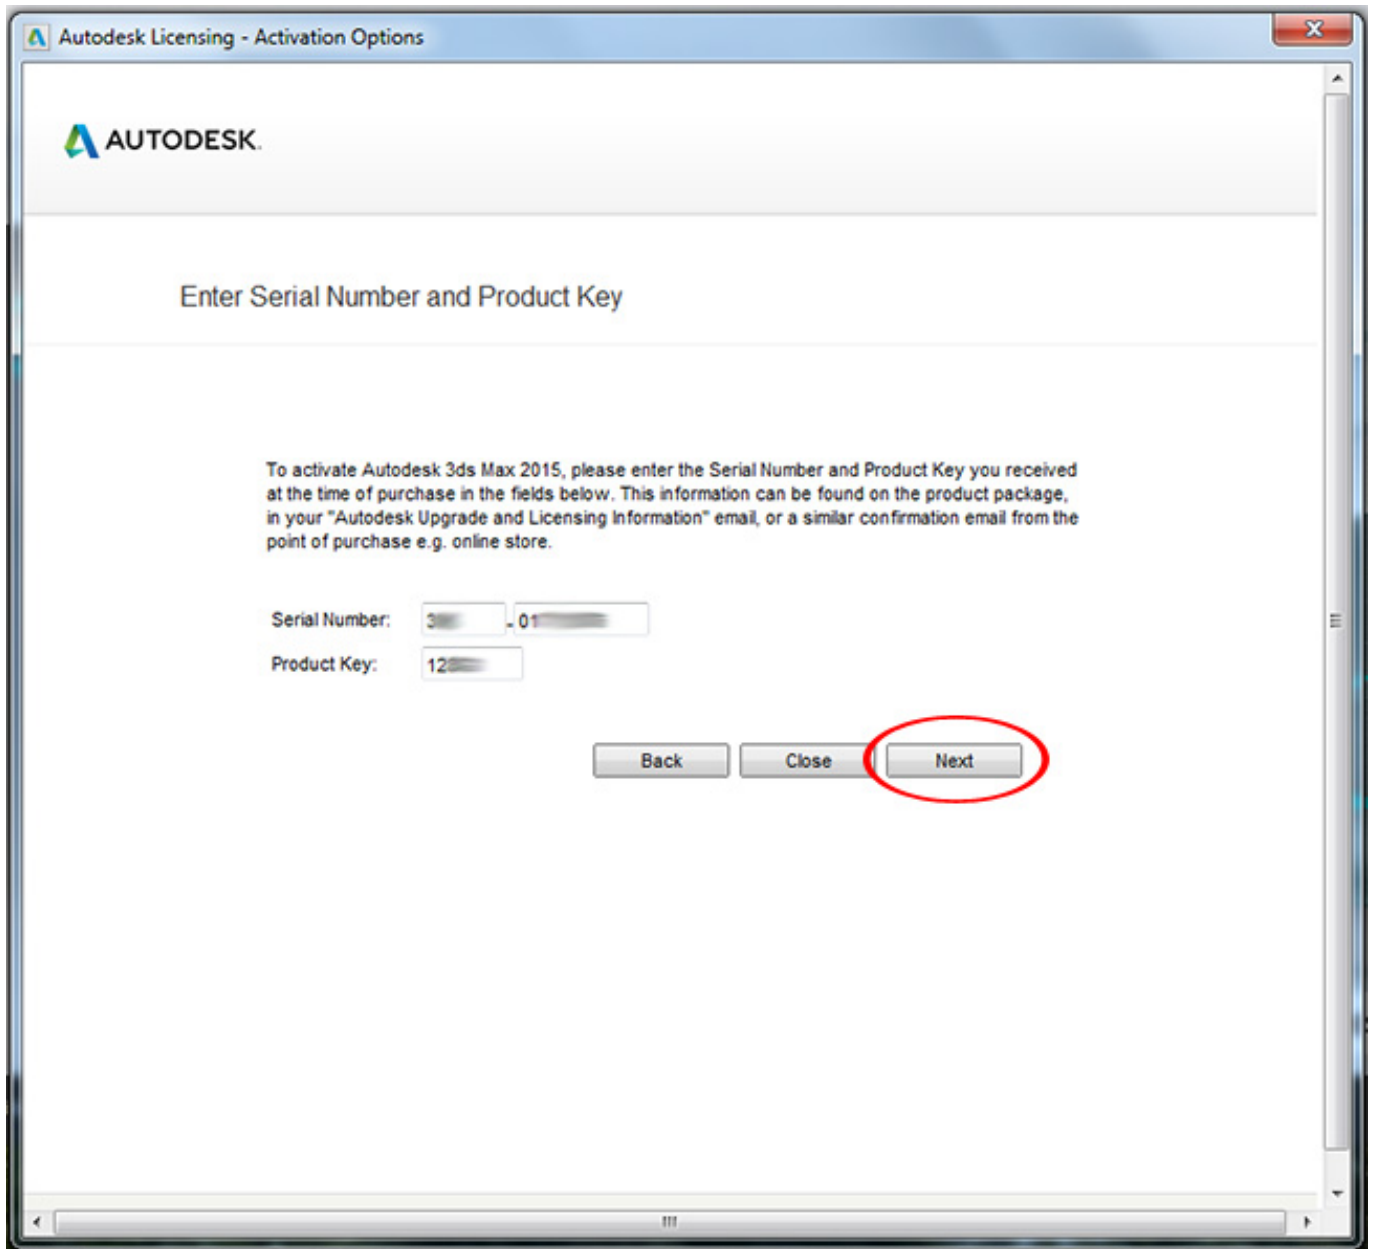 Autodesk Licensing - Activation Options
AUTODESK.
Enter Serial Number and Product Key
To activate Autodesk 3ds Max 2015, please enter the Serial Number and Product Key you received
at the time of purchase in the fields below. This information can be found on the product package,
in your "Autodesk Upgrade and Licensing Information" email, or a similar confirmation email from the
point of purchase e.g. online store.
Serial Number: 3 - 01
Product Key: 12
Back Close Next